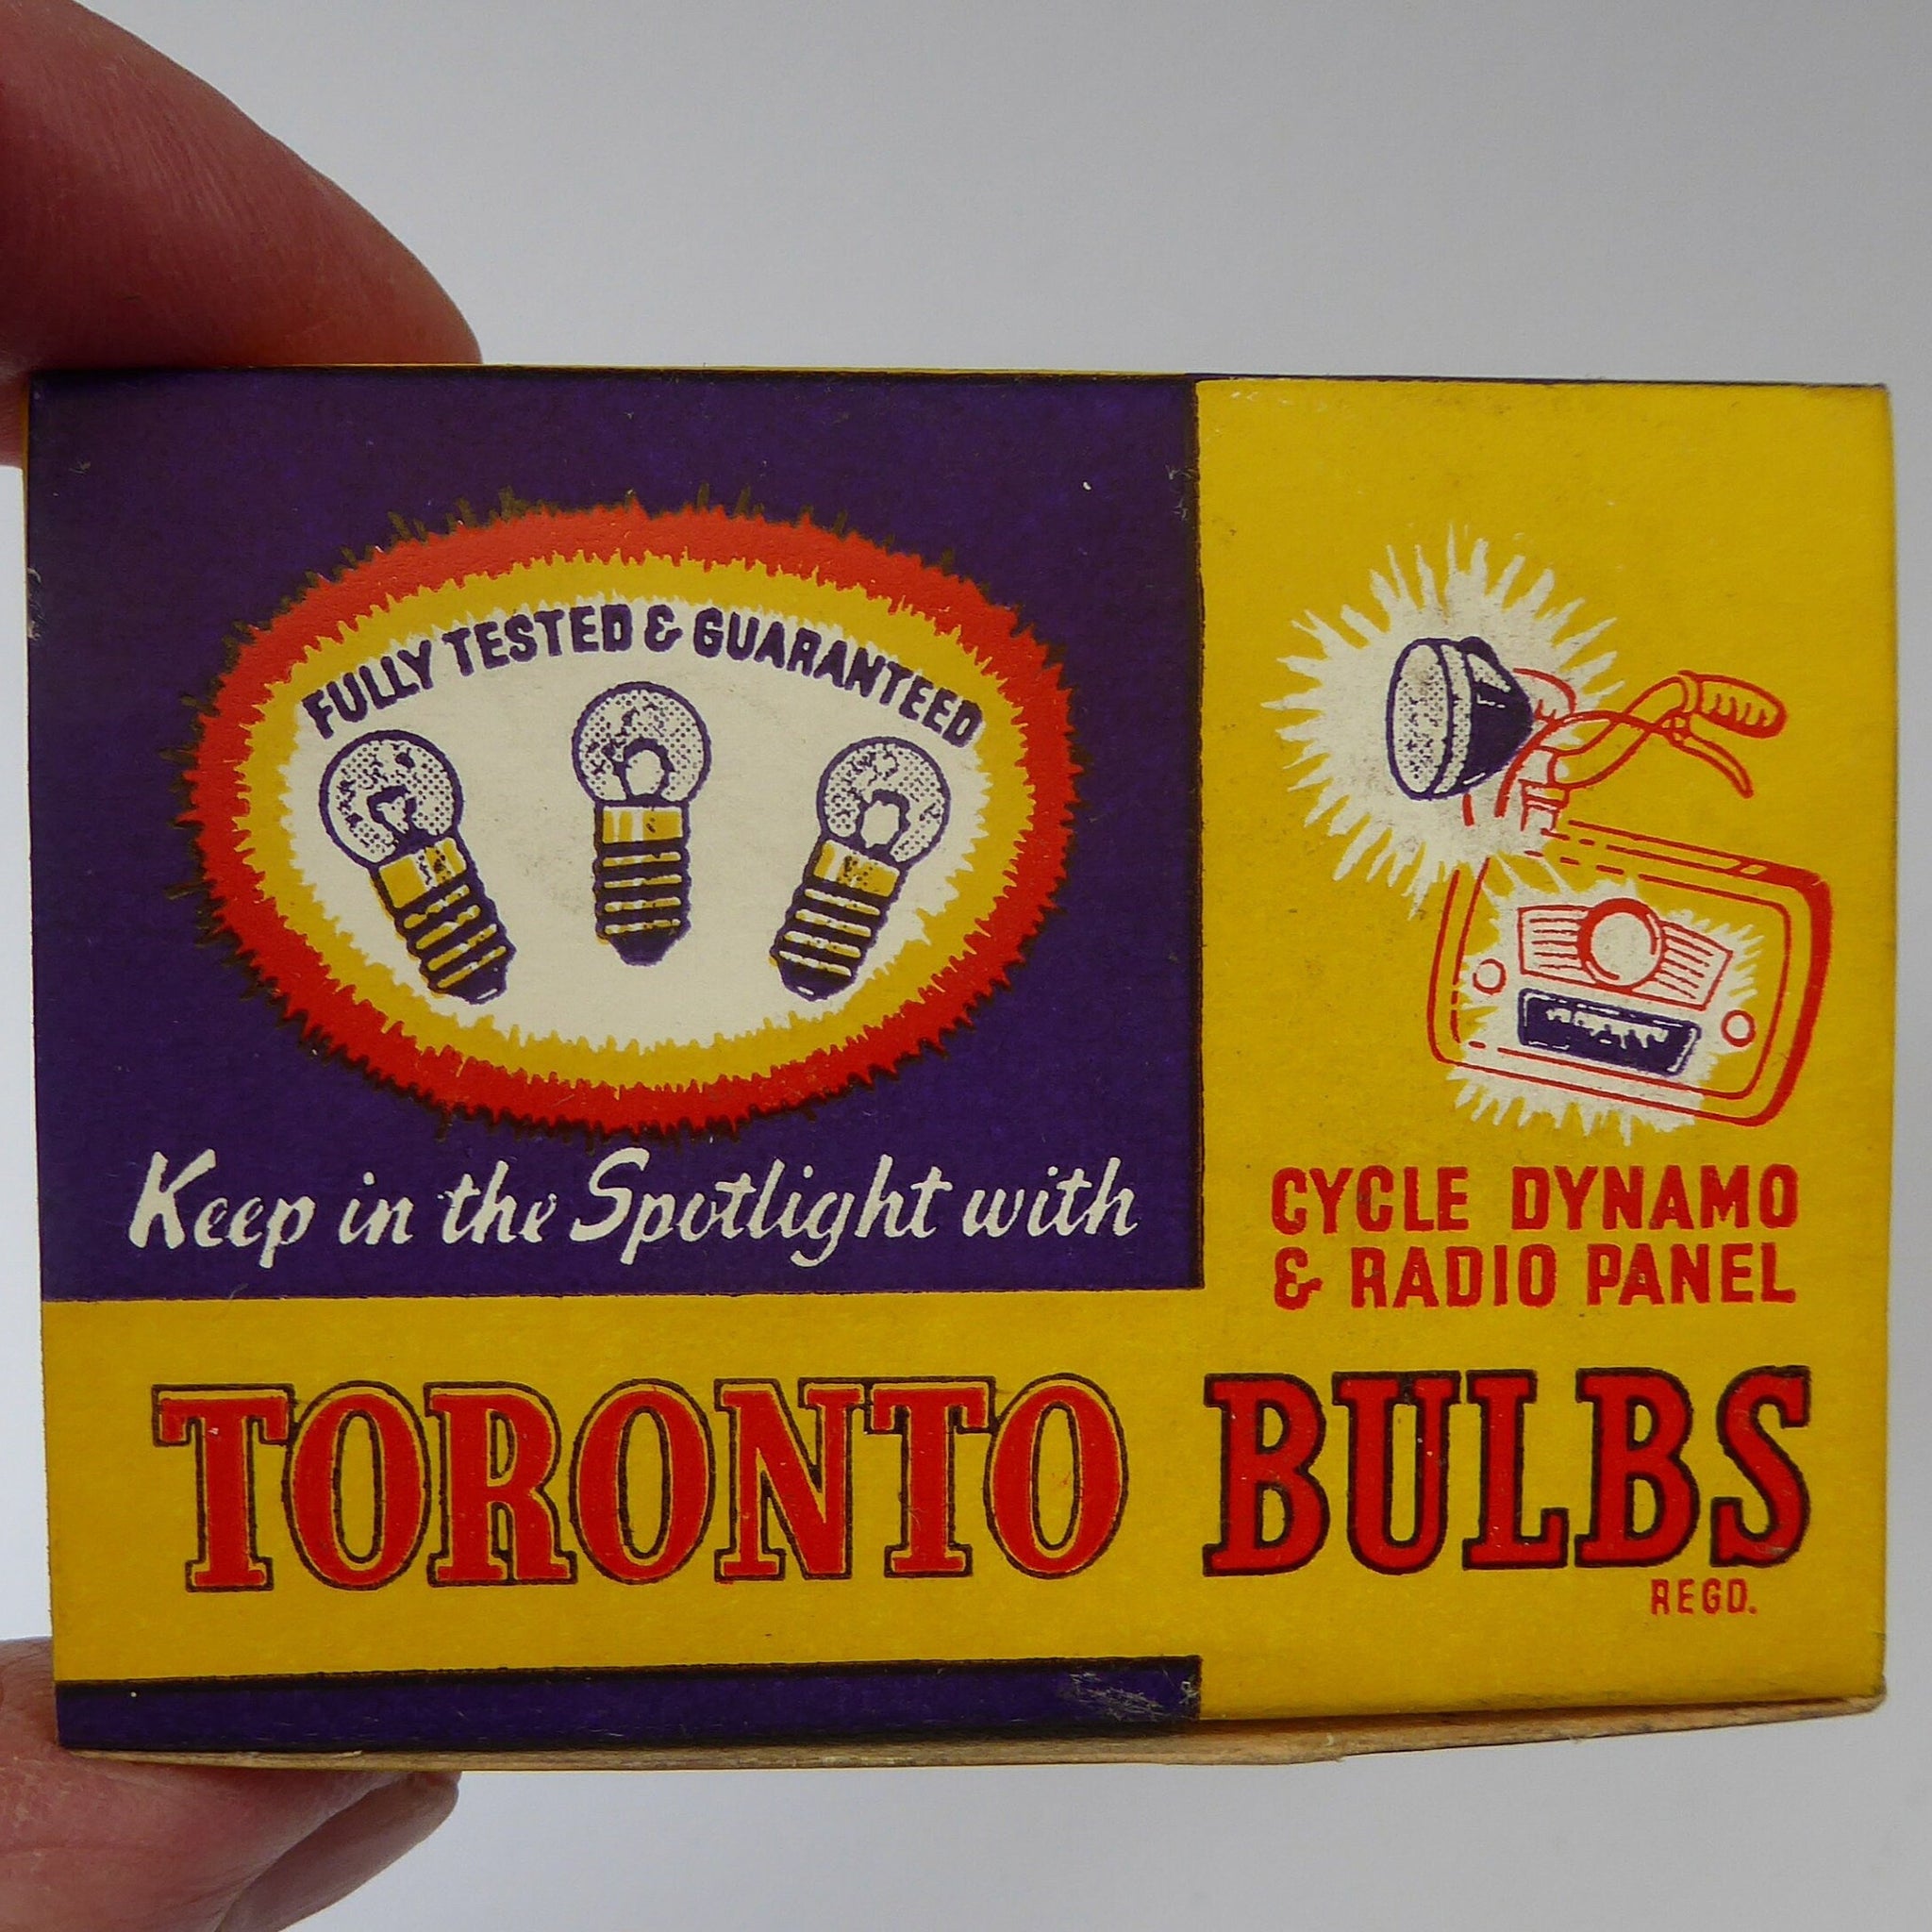 FULLY TESTED & GUARANTEED
Keep in the Spotlight with
CYCLE DYNAMO
& RADIO PANEL
TORONTO BULBS
REGD.